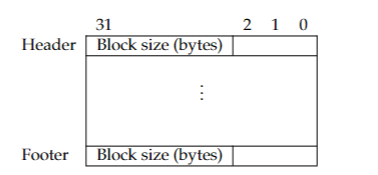 31 2 1 0
Header Block size (bytes)
⋮
Footer Block size (bytes)